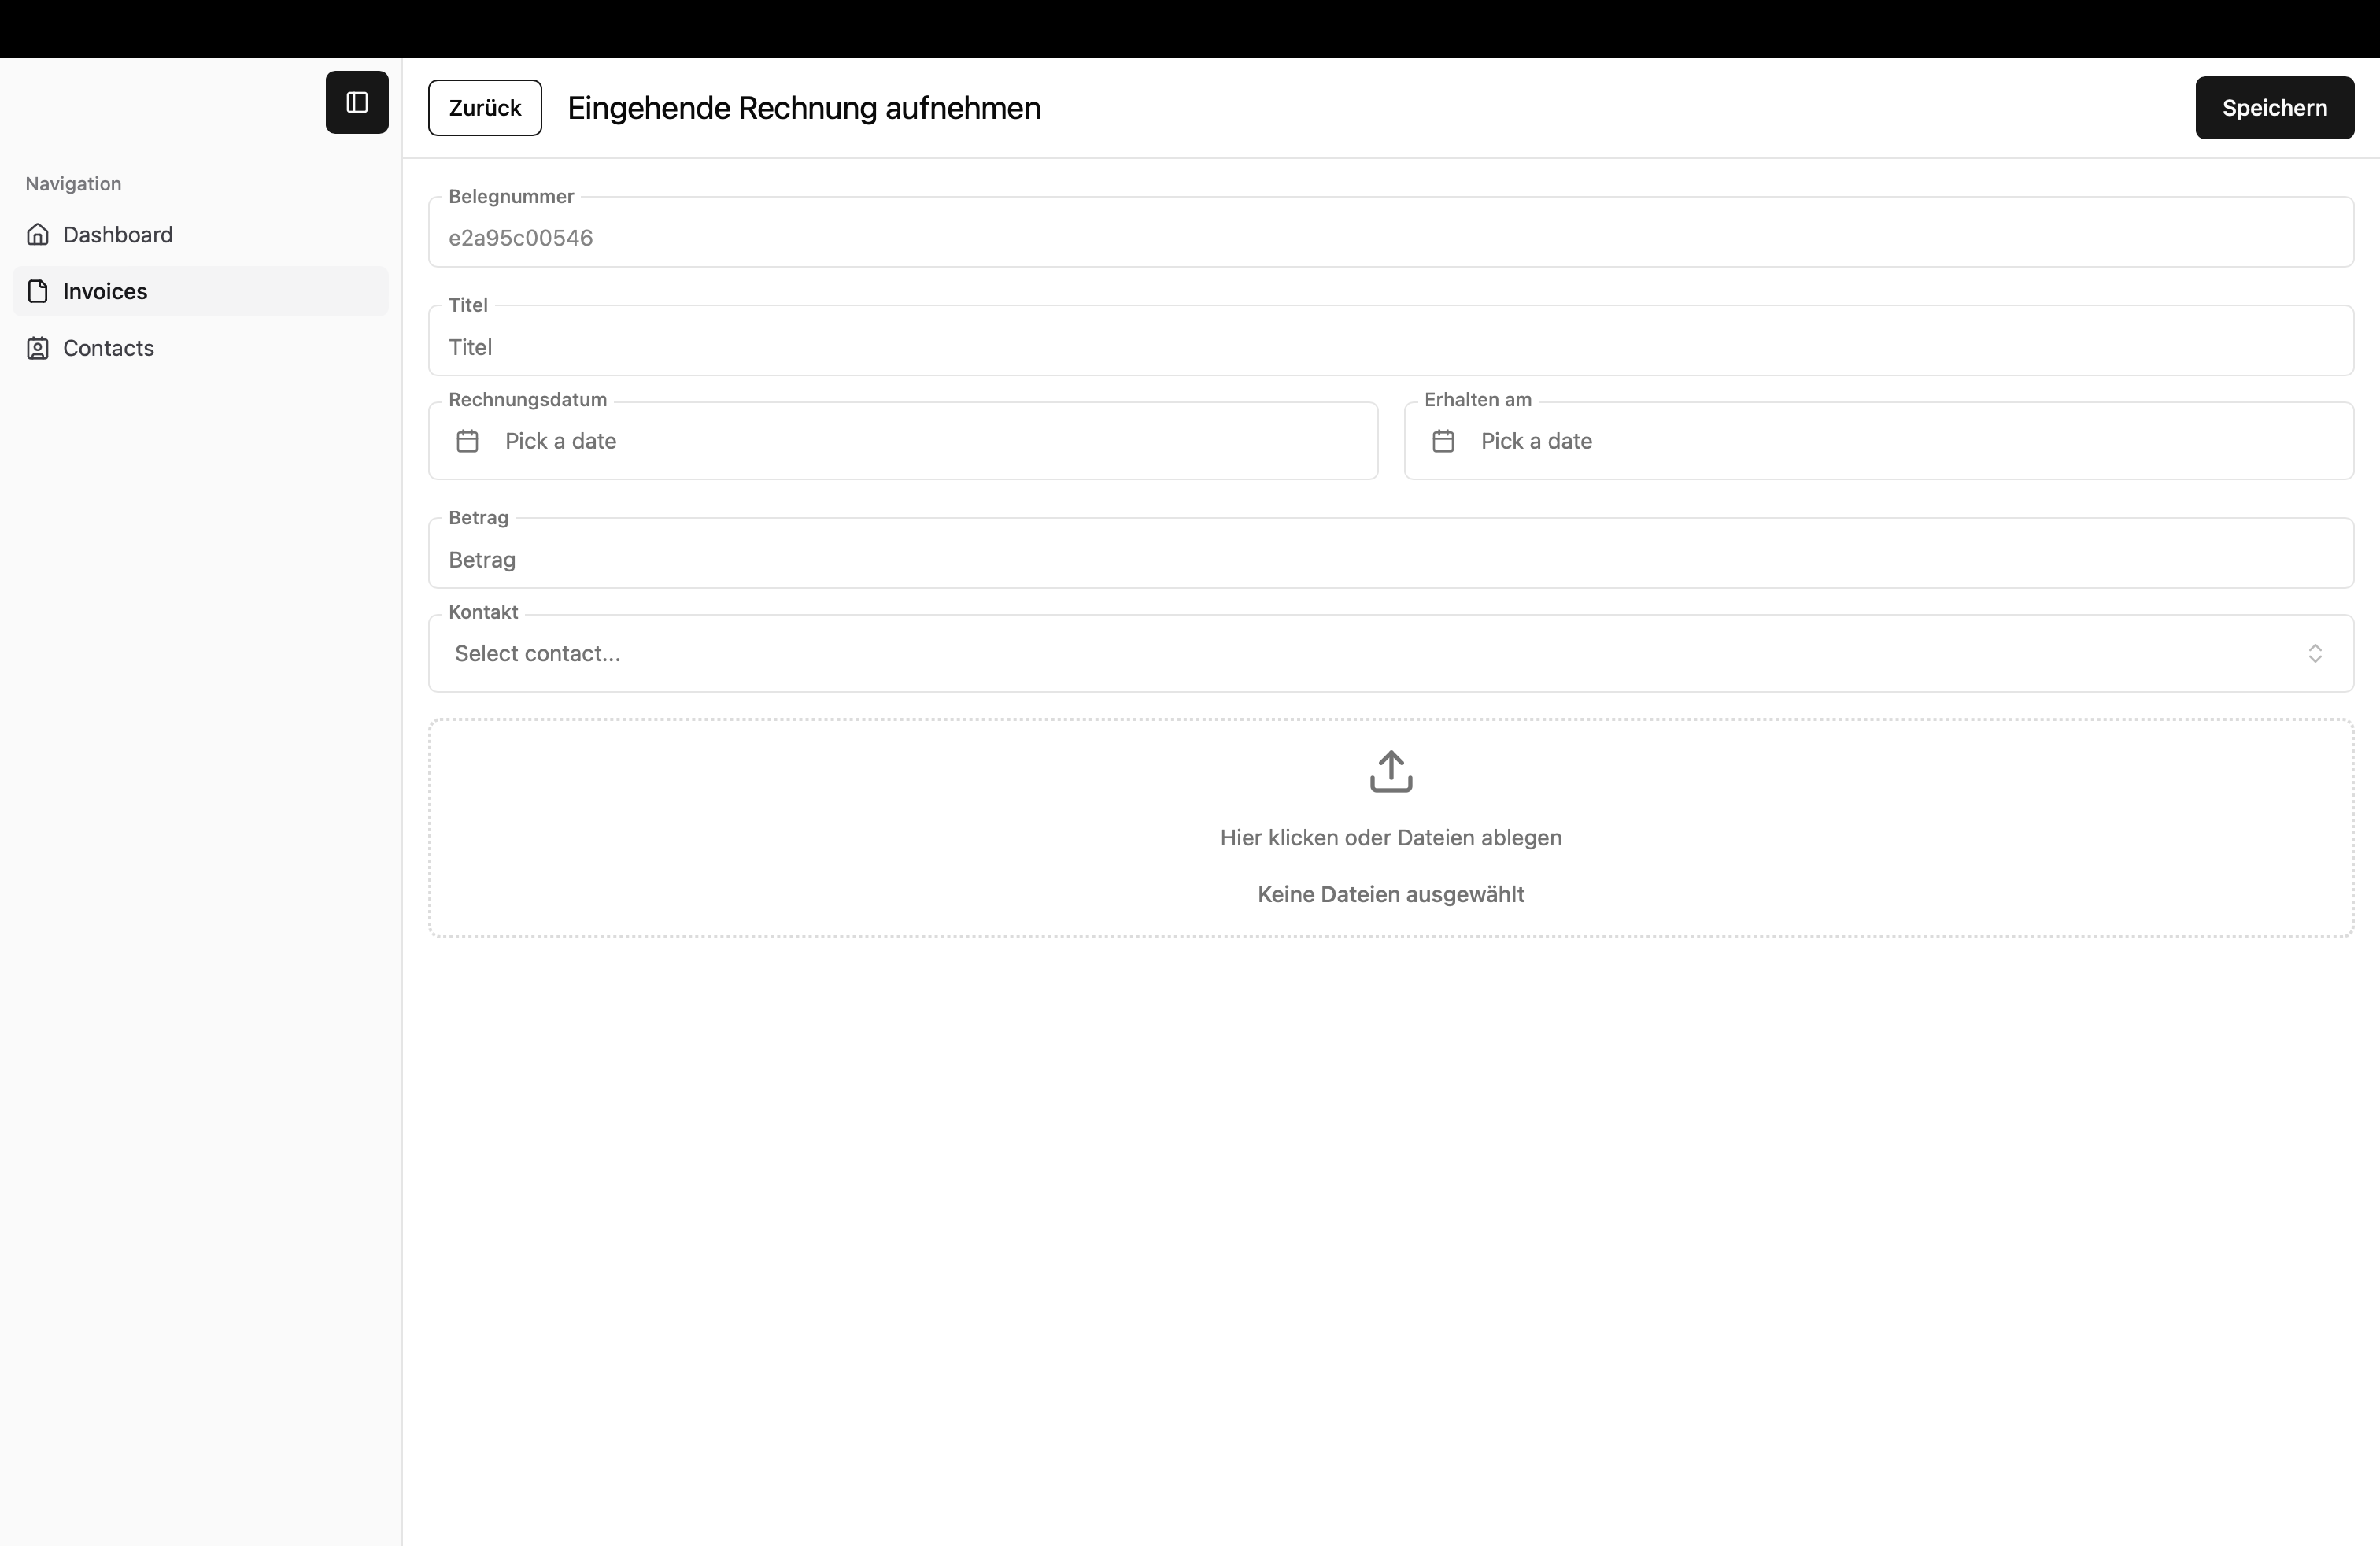 Zurück
Eingehende Rechnung aufnehmen
Speichern
Navigation
Dashboard
Invoices
Contacts
Belegnummer
e2a95c00546
Titel
Titel
Rechnungsdatum
Pick a date
Erhalten am
Pick a date
Betrag
Betrag
Kontakt
Select contact...
Hier klicken oder Dateien ablegen
Keine Dateien ausgewählt